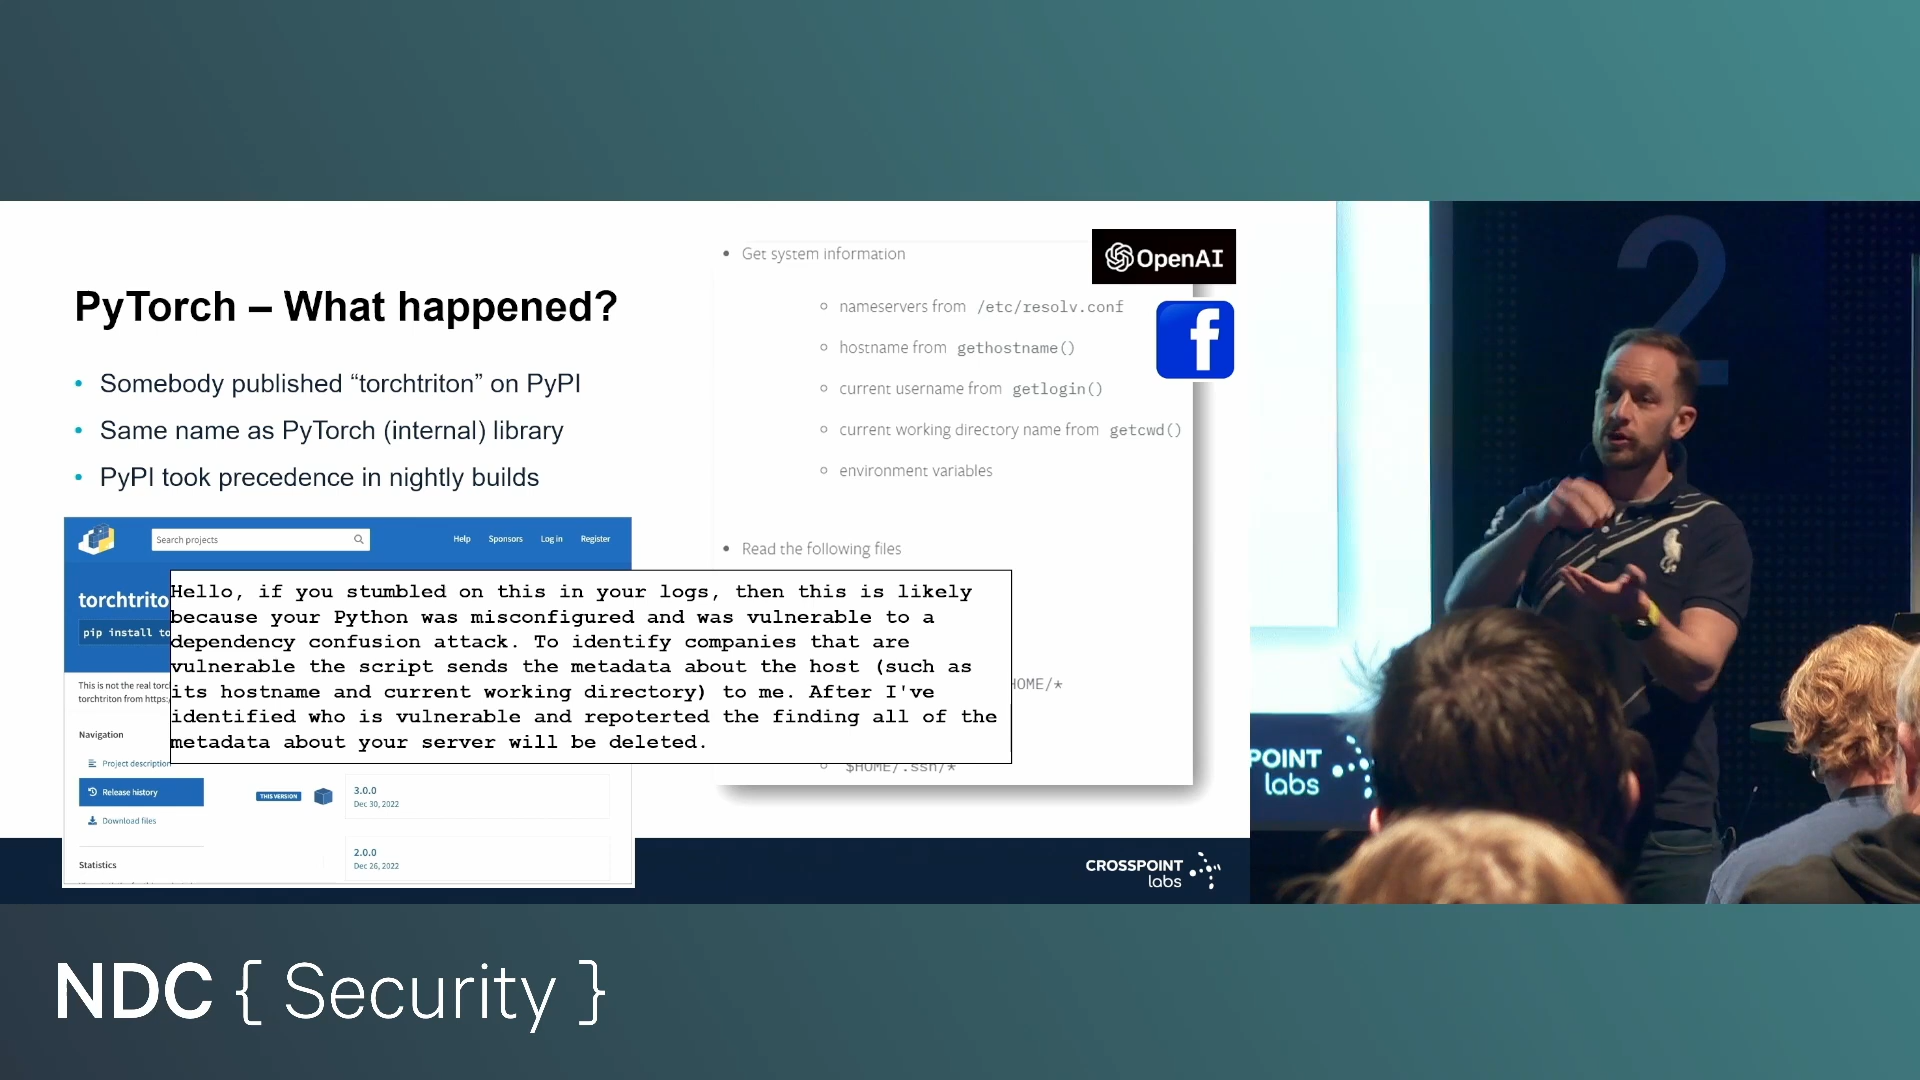 PyTorch – What happened?
• Somebody published “torchtriton” on PyPI
• Same name as PyTorch (internal) library
• PyPI took precedence in nightly builds
• Get system information
nameservers from /etc/resolv.conf
hostname from gethostname()
current username from getlogin()
current working directory name from getcwd()
environment variables
• Read the following files
HOME/*
$HOME/.ssh/*
OpenAI
f
Search projects
Help Sponsors Log in Register
torchtrito
pip install to
Hello, if you stumbled on this in your logs, then this is likely
because your Python was misconfigured and was vulnerable to a
dependency confusion attack. To identify companies that are
vulnerable the script sends the metadata about the host (such as
its hostname and current working directory) to me. After I've
identified who is vulnerable and repoterted the finding all of the
metadata about your server will be deleted.
This is not the real torc
torchtriton from https:
Navigation
Project description
Release history
Download files
Statistics
THIS VERSION
3.0.0
Dec 30, 2022
2.0.0
Dec 26, 2022
CROSSPOINT
labs
2
POINT
labs
NDC { Security }